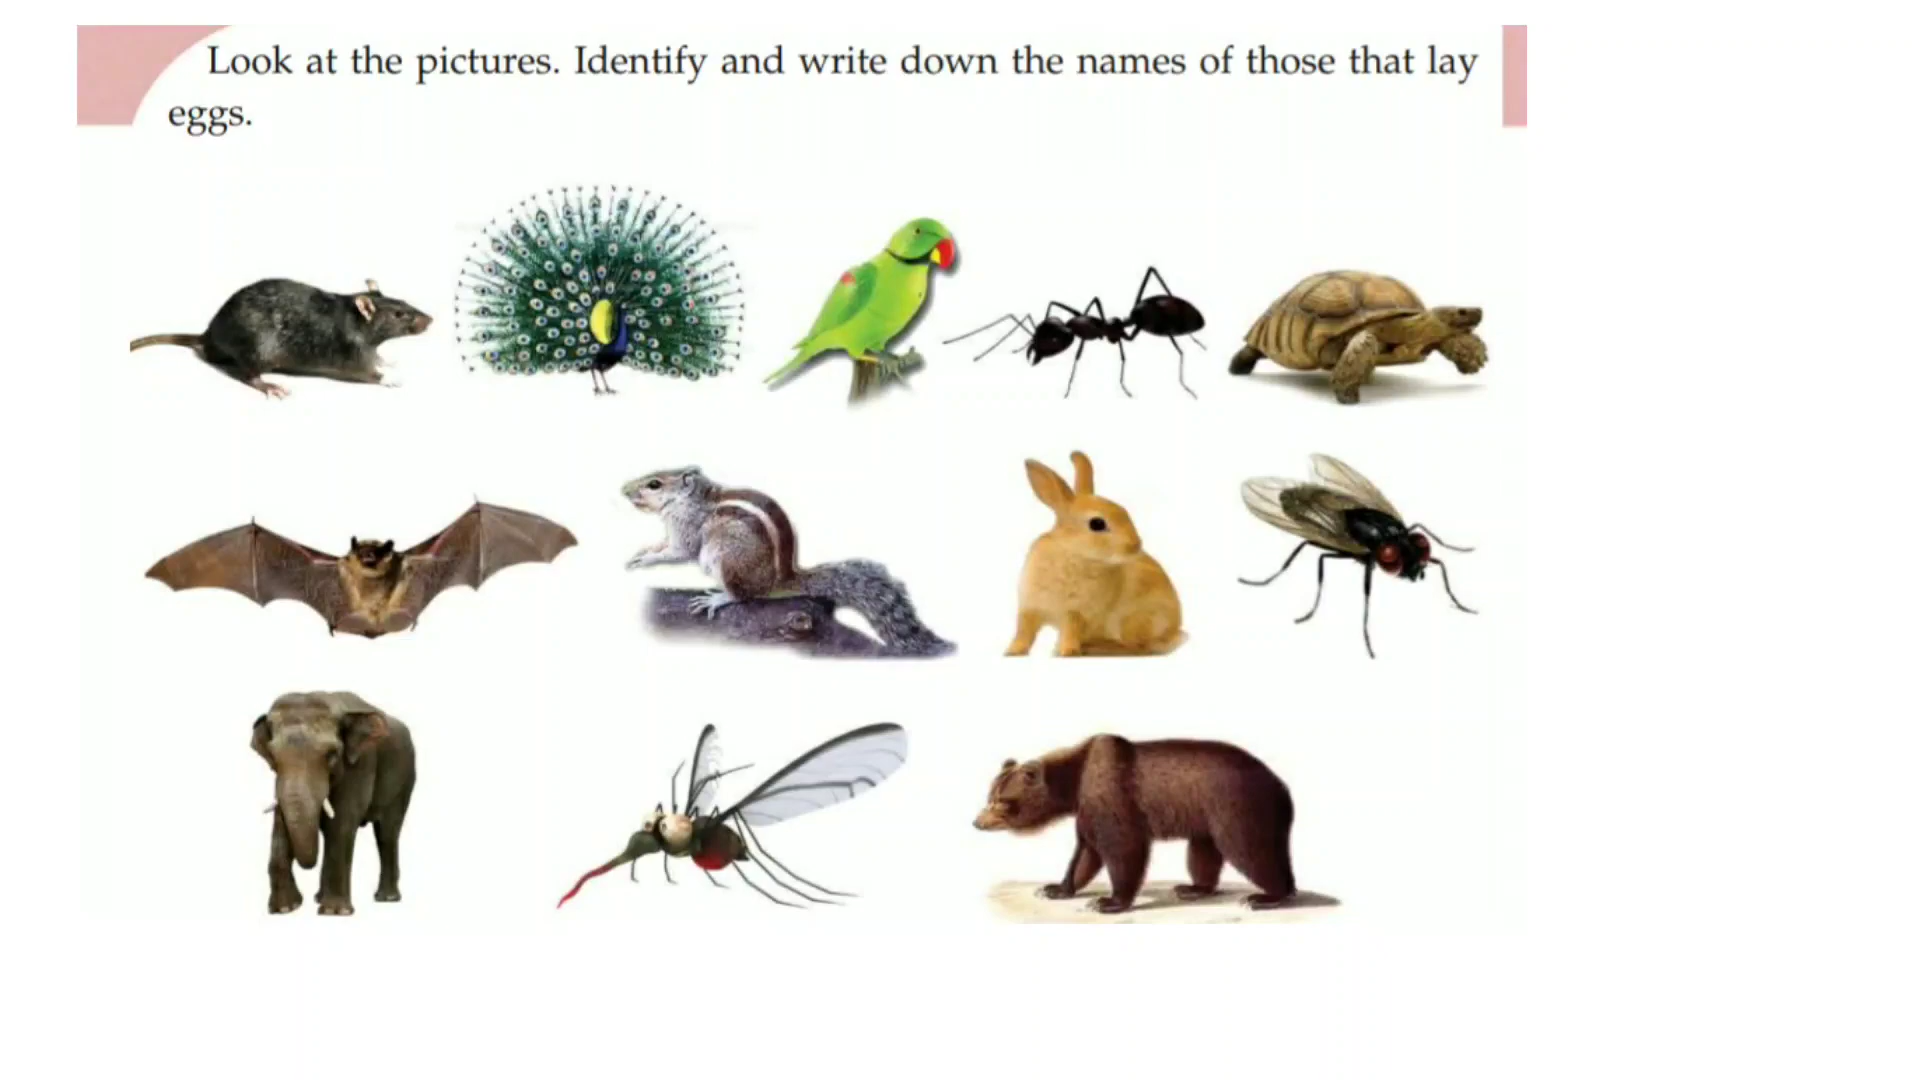 Look at the pictures. Identify and write down the names of those that lay
eggs.